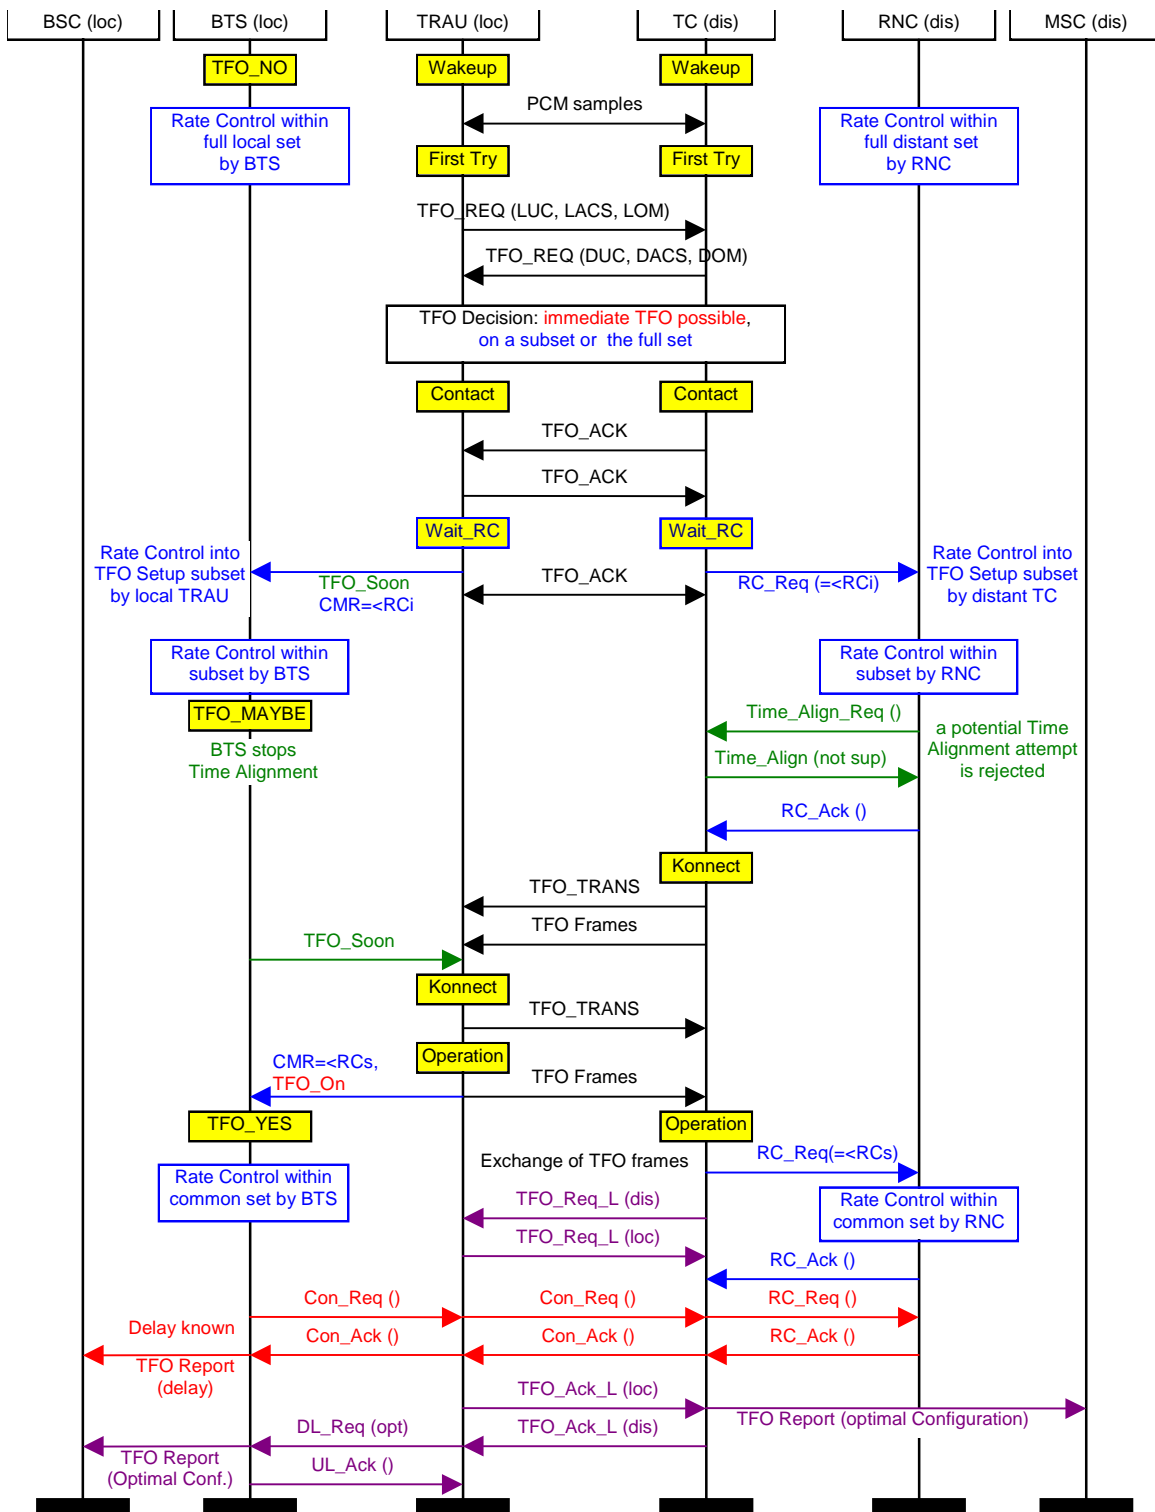 BSC (loc)
BTS (loc)
TRAU (loc)
TC (dis)
RNC (dis)
MSC (dis)
TFO_NO
Wakeup
Wakeup
PCM samples
Rate Control within
full local set
by BTS
Rate Control within
full distant set
by RNC
First Try
First Try
TFO_REQ (LUC, LACS, LOM)
TFO_REQ (DUC, DACS, DOM)
TFO Decision: immediate TFO possible,
on a subset or  the full set
Contact
Contact
TFO_ACK
TFO_ACK
Wait_RC
Wait_RC
Rate Control into
TFO Setup subset
by local TRAU
TFO_Soon
CMR=<RCi
TFO_ACK
RC_Req (=<RCi)
Rate Control into
TFO Setup subset
by distant TC
Rate Control within
subset by BTS
Rate Control within
subset by RNC
TFO_MAYBE
Time_Align_Req ()
BTS stops
Time Alignment
Time_Align (not sup)
a potential Time
Alignment attempt
is rejected
RC_Ack ()
Konnect
TFO_TRANS
TFO Frames
TFO_Soon
Konnect
TFO_TRANS
Operation
CMR=<RCs,
TFO_On
TFO Frames
TFO_YES
Operation
Exchange of TFO frames
RC_Req(=<RCs)
Rate Control within
common set by BTS
TFO_Req_L (dis)
Rate Control within
common set by RNC
TFO_Req_L (loc)
RC_Ack ()
Con_Req ()
Con_Req ()
RC_Req ()
Delay known
Con_Ack ()
Con_Ack ()
RC_Ack ()
TFO Report
(delay)
TFO_Ack_L (loc)
TFO Report (optimal Configuration)
DL_Req (opt)
TFO_Ack_L (dis)
TFO Report
(Optimal Conf.)
UL_Ack ()